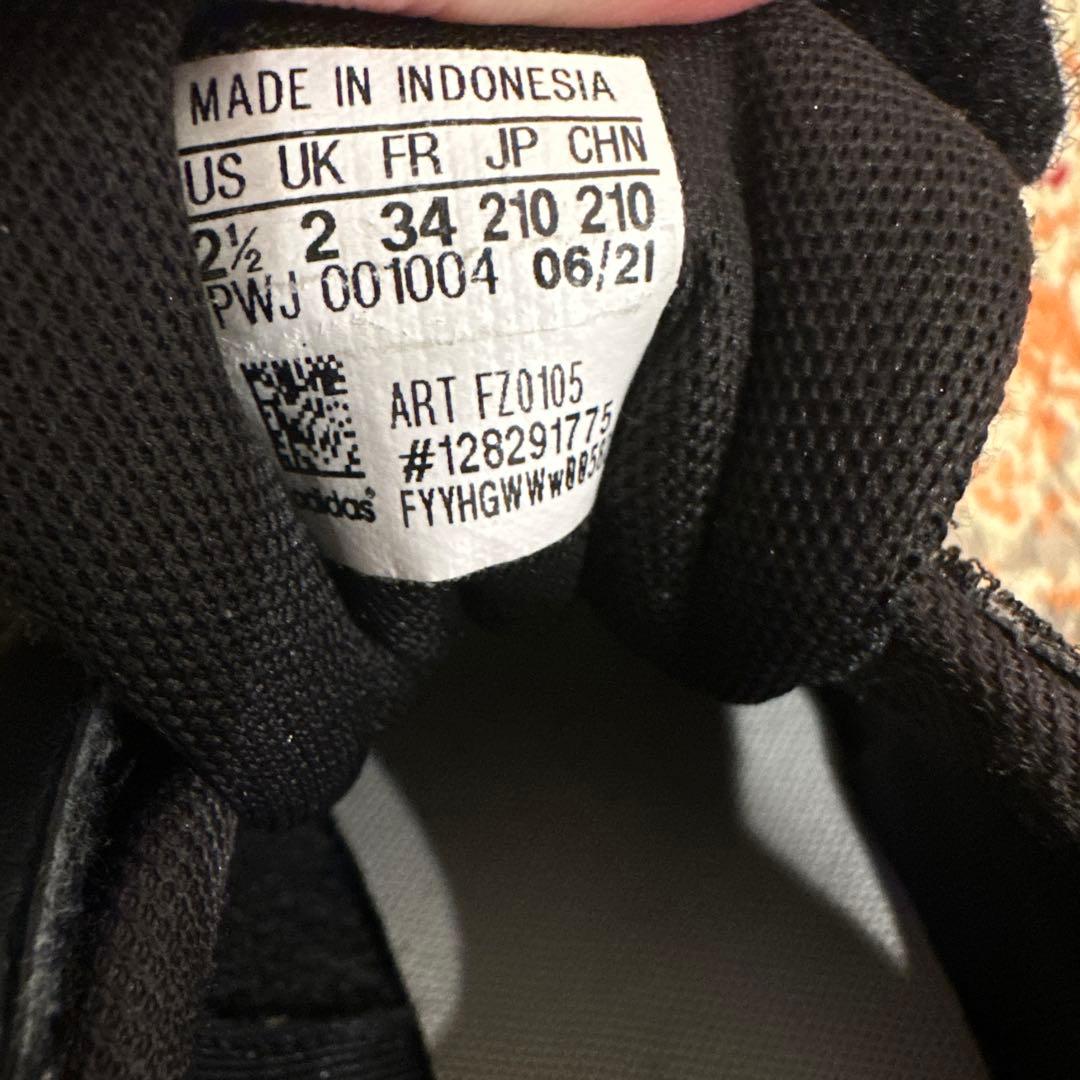 MADE IN INDONESIA
US UK FR JP CHN
2½ 2 34 210 210
PWJ 001004 06/21
ART FZ0105
#128291775
adidas®